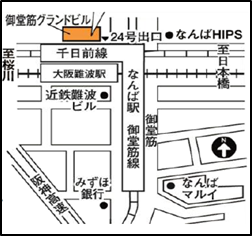 御堂筋グランドビル
24号出口
なんばHIPS
至桜川
千日前線
至日本橋
大阪難波駅
近鉄難波
ビル
なんば駅
御堂筋線
御堂筋
阪神高速
みずほ
銀行
なんば
マルイ